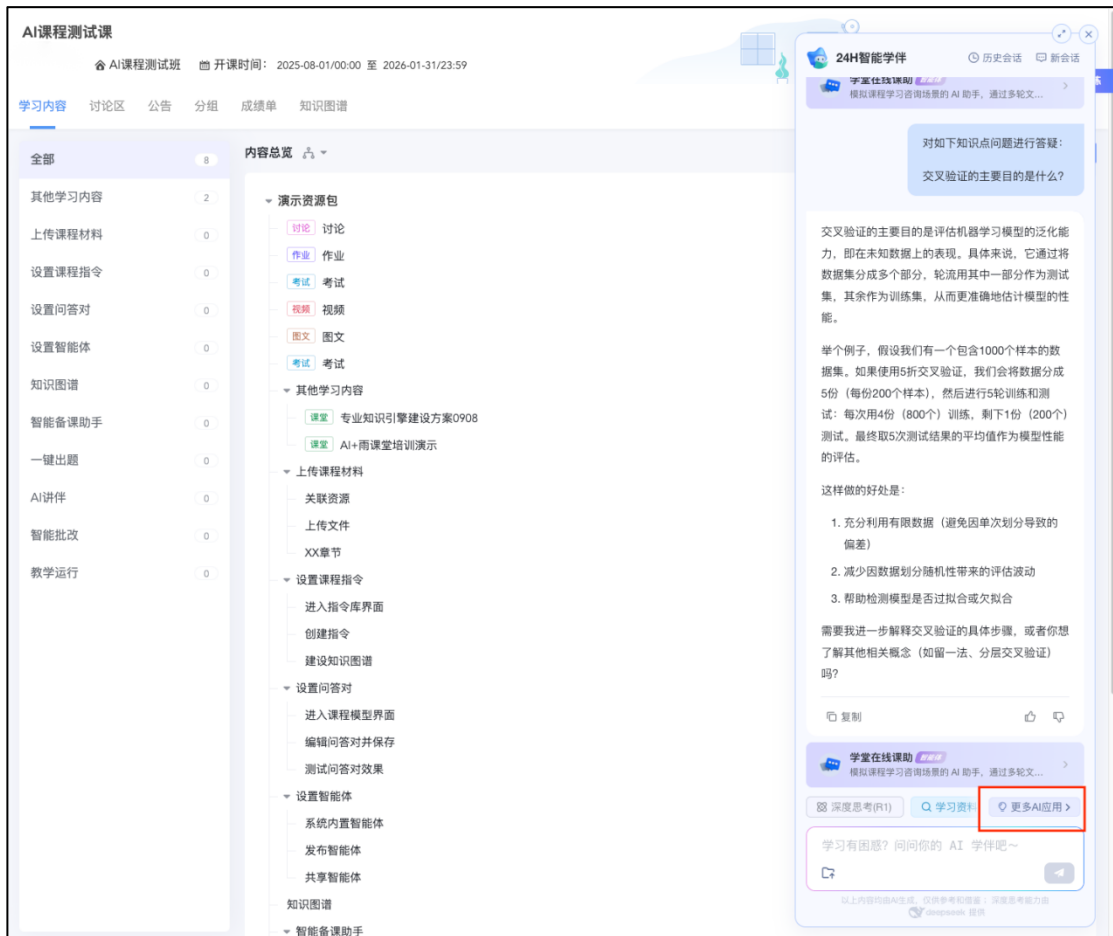 AI课程测试课
AI课程测试班 开课时间： 2025-08-01/00:00 至 2026-01-31/23:59
学习内容 讨论区 公告 分组 成绩单 知识图谱
全部 8
其他学习内容 2
上传课程材料 0
设置课程指令 0
设置问答对 0
设置智能体 0
知识图谱 0
智能备课助手 0
一键出题 0
AI讲伴 0
智能批改 0
教学运行 0
内容总览
演示资源包
讨论 讨论
作业 作业
考试 考试
视频 视频
图文 图文
考试 考试
其他学习内容
课堂 专业知识引擎建设方案0908
课堂 AI+雨课堂培训演示
上传课程材料
关联资源
上传文件
XX章节
设置课程指令
进入指令库界面
创建指令
建设知识图谱
设置问答对
进入课程模型界面
编辑问答对并保存
测试问答对效果
设置智能体
系统内置智能体
发布智能体
共享智能体
知识图谱
智能备课助手
24H智能学伴 历史会话 新会话
学堂在线课助 智能体
模拟课程学习咨询场景的 AI 助手，通过多轮文...
对如下知识点问题进行答疑：
交叉验证的主要目的是什么？
交叉验证的主要目的是评估机器学习模型的泛化能
力，即在未知数据上的表现。具体来说，它通过将
数据集分成多个部分，轮流用其中一部分作为测试
集，其余作为训练集，从而更准确地估计模型的性
能。
举个例子，假设我们有一个包含1000个样本的数
据集。如果使用5折交叉验证，我们会将数据分成
5份（每份200个样本），然后进行5轮训练和测
试：每次用4份（800个）训练，剩下1份（200个）
测试。最终取5次测试结果的平均值作为模型性能
的评估。
这样做的好处是：
1. 充分利用有限数据（避免因单次划分导致的
偏差）
2. 减少因数据划分随机性带来的评估波动
3. 帮助检测模型是否过拟合或欠拟合
需要我进一步解释交叉验证的具体步骤，或者你想
了解其他相关概念（如留一法、分层交叉验证）
吗？
复制
学堂在线课助 智能体
模拟课程学习咨询场景的 AI 助手，通过多轮文...
深度思考(R1) 学习资料 更多AI应用
学习有困惑？问问你的 AI 学伴吧～
以上内容均由AI生成，仅供参考和借鉴；深度思考能力由
deepseek 提供